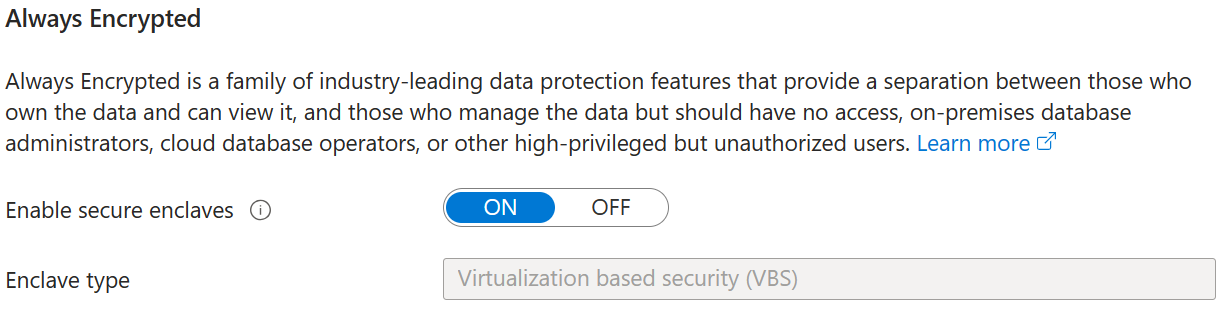 Always Encrypted
Always Encrypted is a family of industry-leading data protection features that provide a separation between those who
own the data and can view it, and those who manage the data but should have no access, on-premises database
administrators, cloud database operators, or other high-privileged but unauthorized users. Learn more
Enable secure enclaves ON OFF
Enclave type Virtualization based security (VBS)